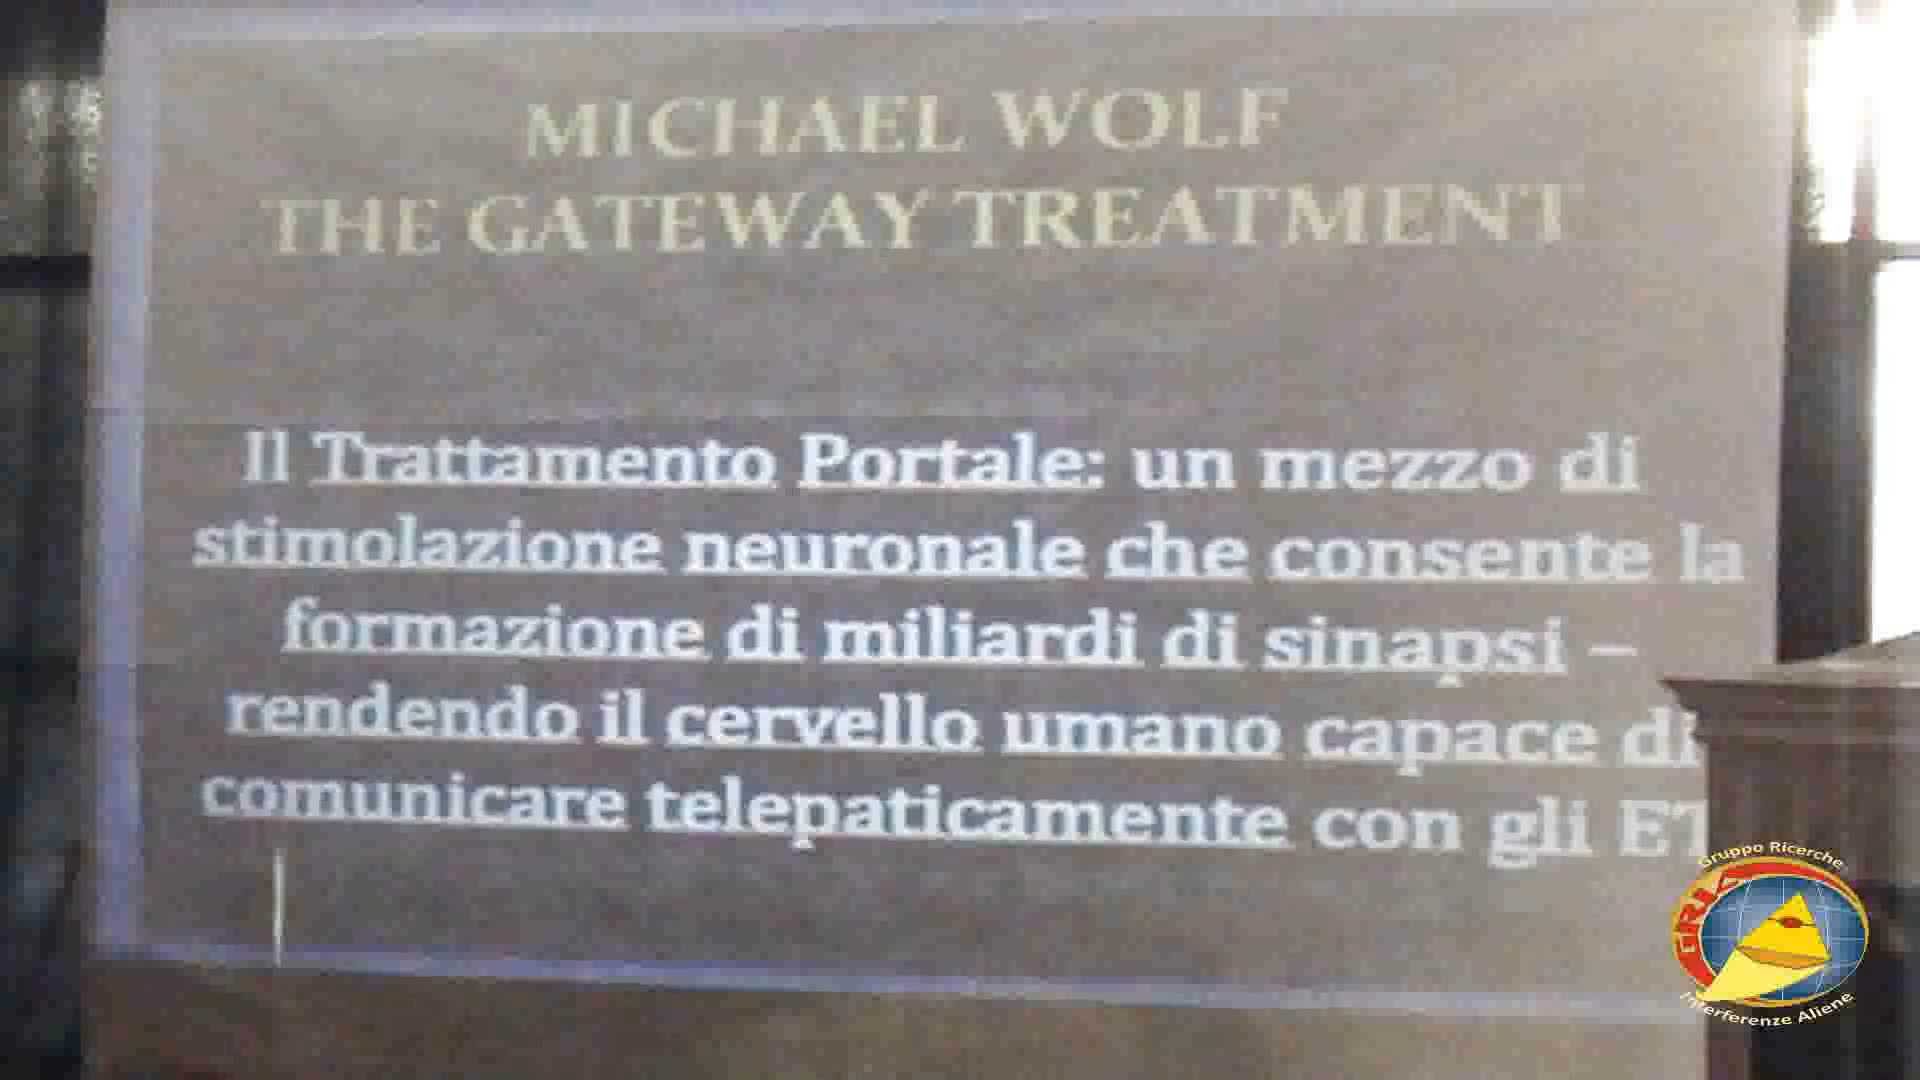 MICHAEL WOLF
THE GATEWAY TREATMENT
Il Trattamento Portale: un mezzo di
stimolazione neuronale che consente la
formazione di miliardi di sinapsi –
rendendo il cervello umano capace di
comunicare telepaticamente con gli ET
Gruppo Ricerche
GRIA
Interferenze Aliene